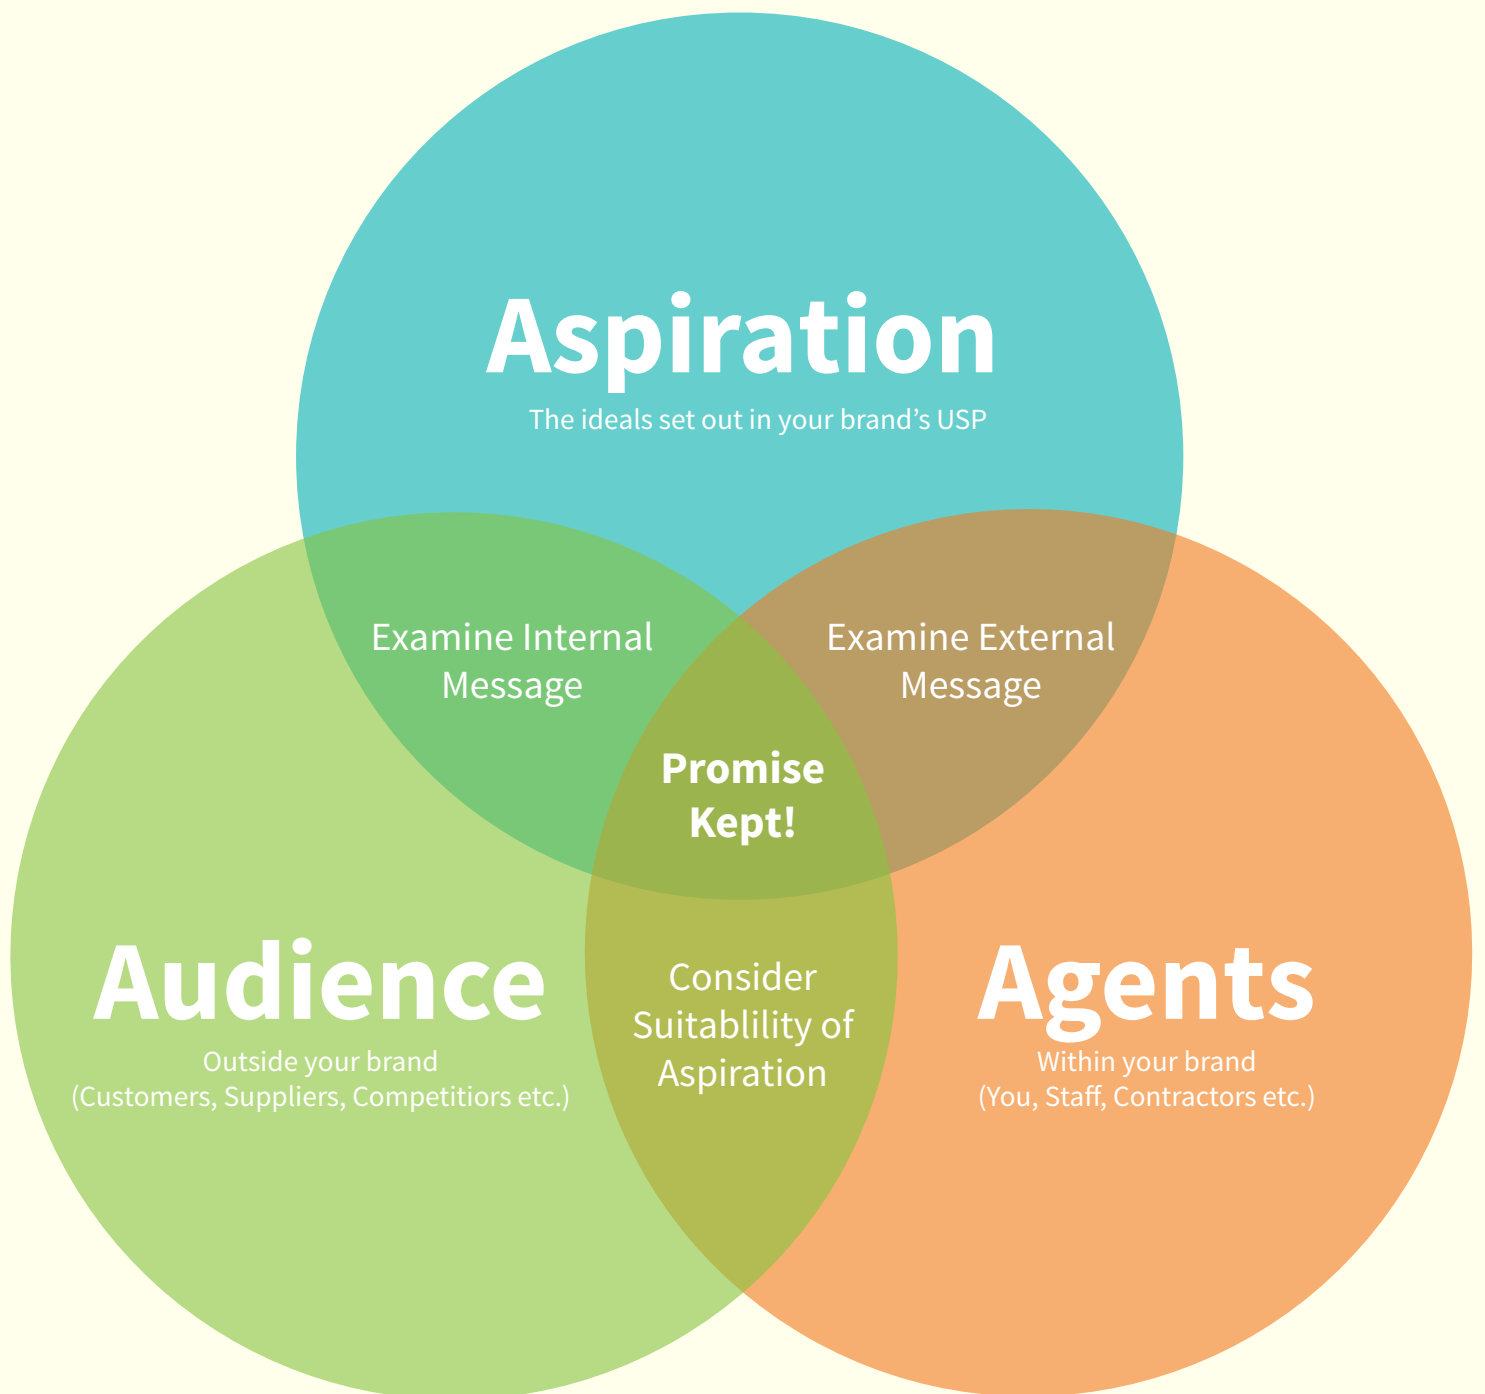 Aspiration
The ideals set out in your brand’s USP
Examine Internal
Message
Examine External
Message
Promise
Kept!
Audience
Outside your brand
(Customers, Suppliers, Competitiors etc.)
Consider
Suitablility of
Aspiration
Agents
Within your brand
(You, Staff, Contractors etc.)